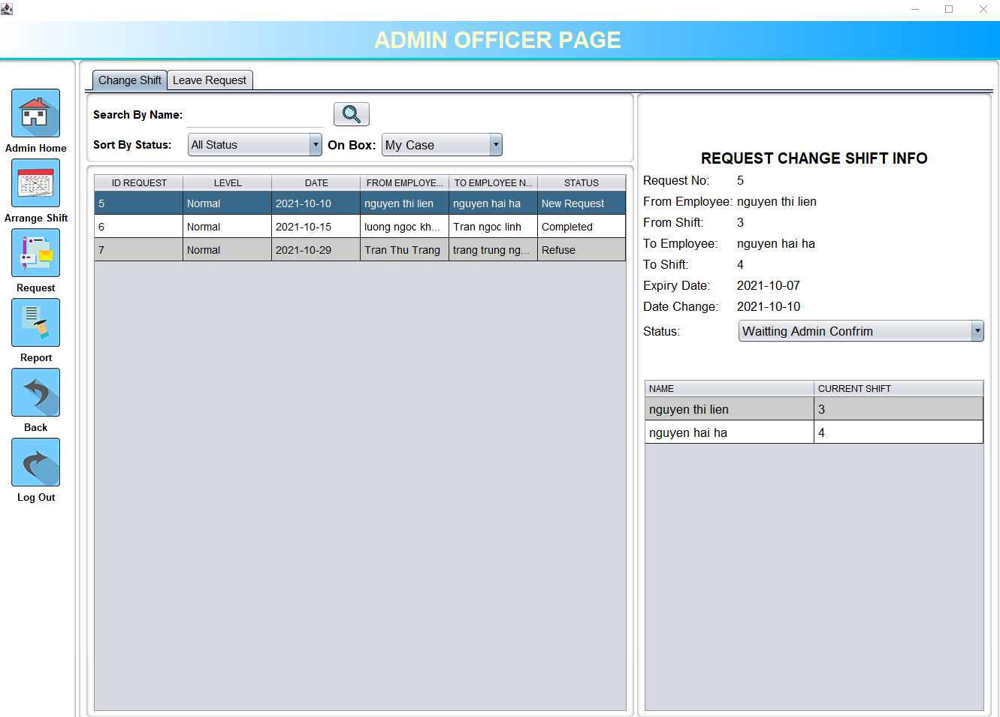 ADMIN OFFICER PAGE
Admin Home
Arrange Shift
Request
Report
Back
Log Out
Change Shift Leave Request
Search By Name:
Sort By Status: All Status On Box: My Case
ID REQUEST LEVEL DATE FROM EMPLOYE... TO EMPLOYEE N... STATUS
5 Normal 2021-10-10 nguyen thi lien nguyen hai ha New Request
6 Normal 2021-10-15 luong ngoc kh... Tran ngoc linh Completed
7 Normal 2021-10-29 Tran Thu Trang trang trung ng... Refuse
REQUEST CHANGE SHIFT INFO
Request No: 5
From Employee: nguyen thi lien
From Shift: 3
To Employee: nguyen hai ha
To Shift: 4
Expiry Date: 2021-10-07
Date Change: 2021-10-10
Status: Waitting Admin Confrim
NAME CURRENT SHIFT
nguyen thi lien 3
nguyen hai ha 4